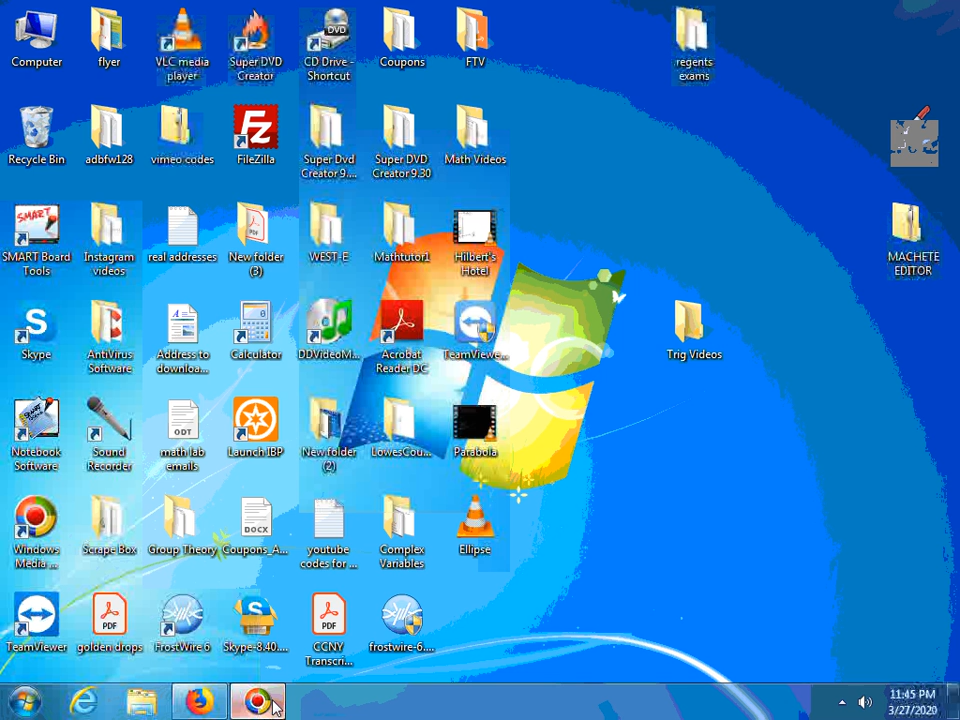 Computer
flyer
VLC media
player
Super DVD
Creator
DVD
CD Drive -
Shortcut
Coupons
FTV
regents
exams
Recycle Bin
adbfw128
vimeo codes
FileZilla
Super Dvd
Creator 9....
Super DVD
Creator 9.30
Math Videos
SMART
SMART Board
Tools
Instagram
videos
real addresses
PDF
New folder
(3)
WEST-E
Mathtutor1
Hilbert's
Hotel
MACHETE
EDITOR
Skype
AntiVirus
Software
Address to
downloa...
Calculator
DDVideoM...
Acrobat
Reader DC
TeamViewe...
Trig Videos
Notebook
Software
Sound
Recorder
ODT
math lab
emails
Launch IBP
New folder
(2)
LowesCou...
Parabola
Windows
Media ...
Scrape Box
Group Theory
DOCX
Coupons_A...
youtube
codes for ...
Complex
Variables
Ellipse
TeamViewer
PDF
golden drops
FrostWire 6
Skype-8.40....
PDF
CCNY
Transcri...
frostwire-6....
11:45 PM
3/27/2020